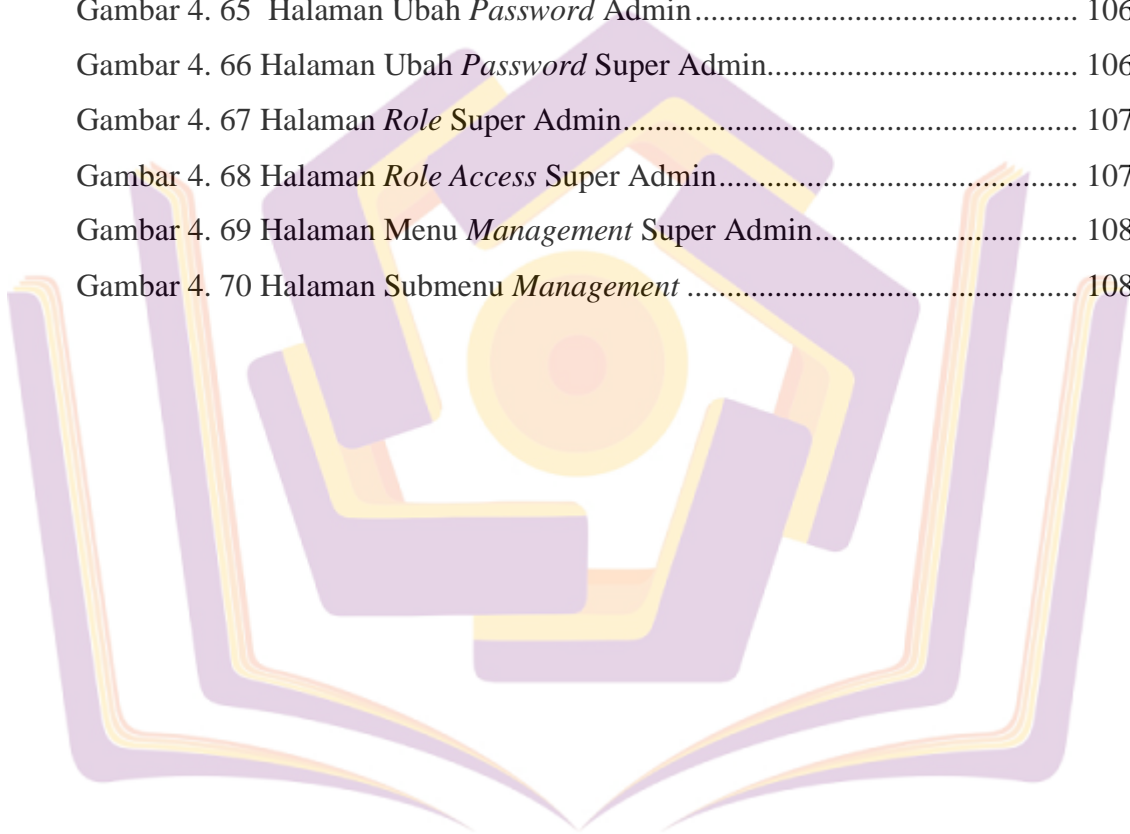 Gambar 4. 65  Halaman Ubah Password Admin.................................................. 106
Gambar 4. 66 Halaman Ubah Password Super Admin........................................ 106
Gambar 4. 67 Halaman Role Super Admin.......................................................... 107
Gambar 4. 68 Halaman Role Access Super Admin.............................................. 107
Gambar 4. 69 Halaman Menu Management Super Admin.................................. 108
Gambar 4. 70 Halaman Submenu Management .................................................. 108